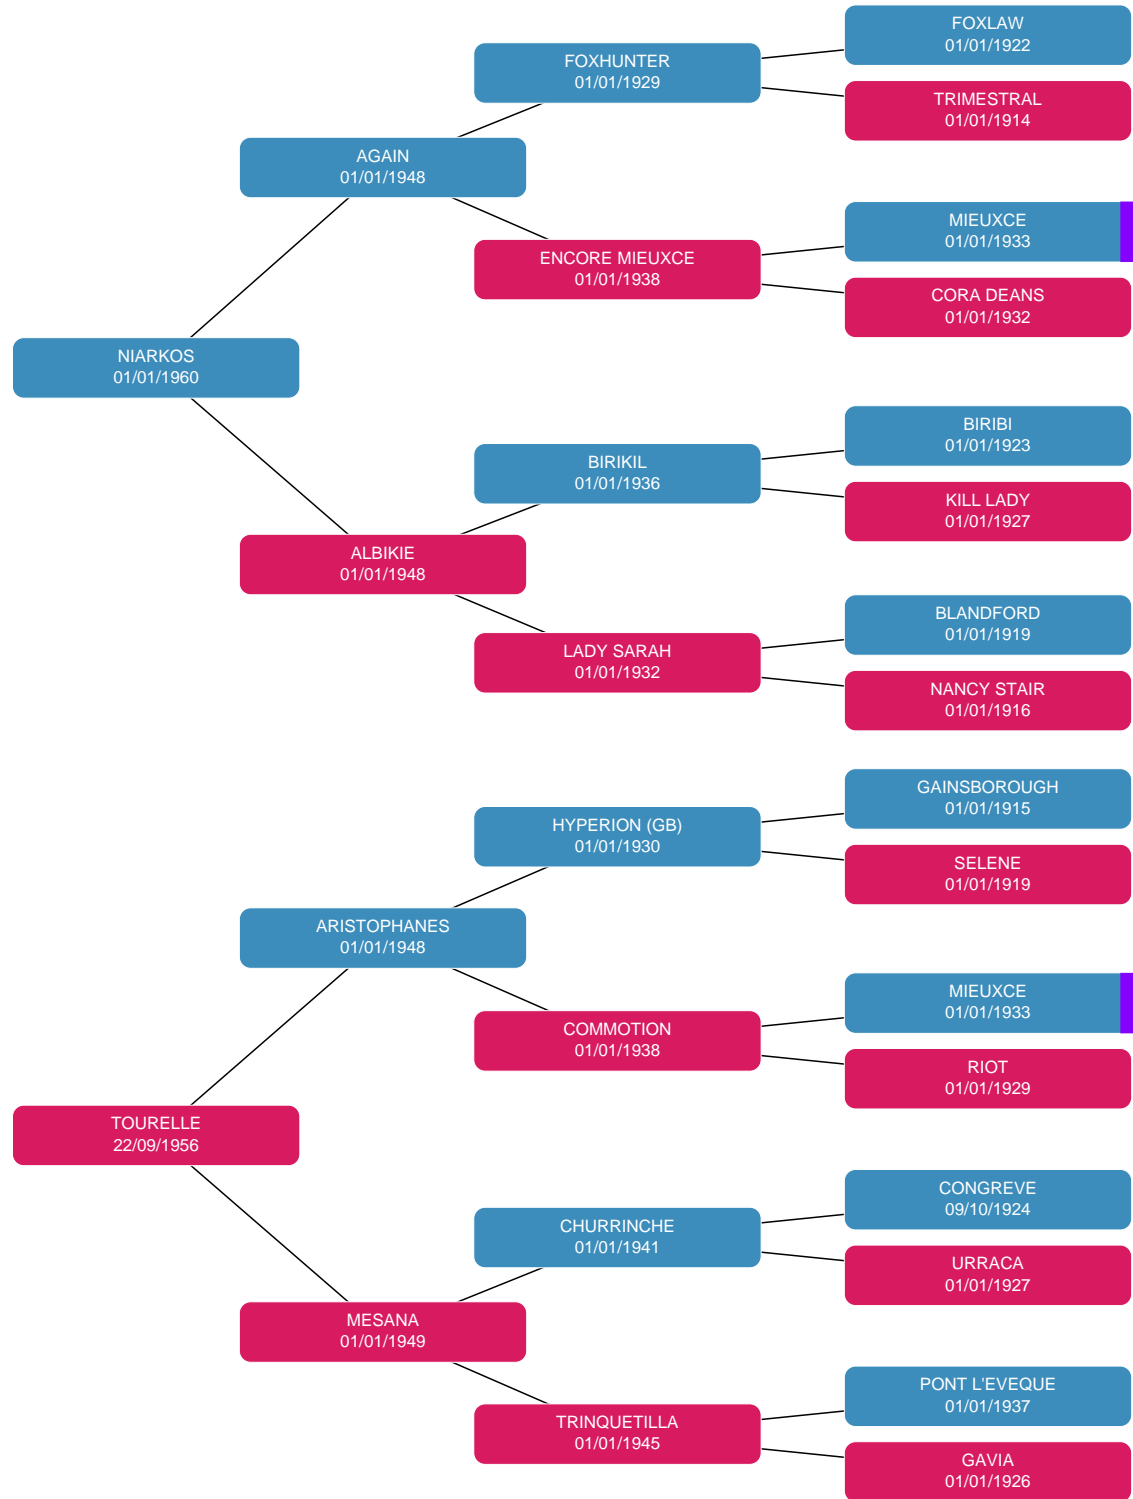 FOXLAW
01/01/1922
FOXHUNTER
01/01/1929
TRIMESTRAL
01/01/1914
AGAIN
01/01/1948
MIEUXCE
01/01/1933
ENCORE MIEUXCE
01/01/1938
CORA DEANS
01/01/1932
NIARKOS
01/01/1960
BIRIBI
01/01/1923
BIRIKIL
01/01/1936
KILL LADY
01/01/1927
ALBIKIE
01/01/1948
BLANDFORD
01/01/1919
LADY SARAH
01/01/1932
NANCY STAIR
01/01/1916
GAINSBOROUGH
01/01/1915
HYPERION (GB)
01/01/1930
SELENE
01/01/1919
ARISTOPHANES
01/01/1948
MIEUXCE
01/01/1933
COMMOTION
01/01/1938
RIOT
01/01/1929
TOURELLE
22/09/1956
CONGREVE
09/10/1924
CHURRINCHE
01/01/1941
URRACA
01/01/1927
MESANA
01/01/1949
PONT L'EVEQUE
01/01/1937
TRINQUETILLA
01/01/1945
GAVIA
01/01/1926